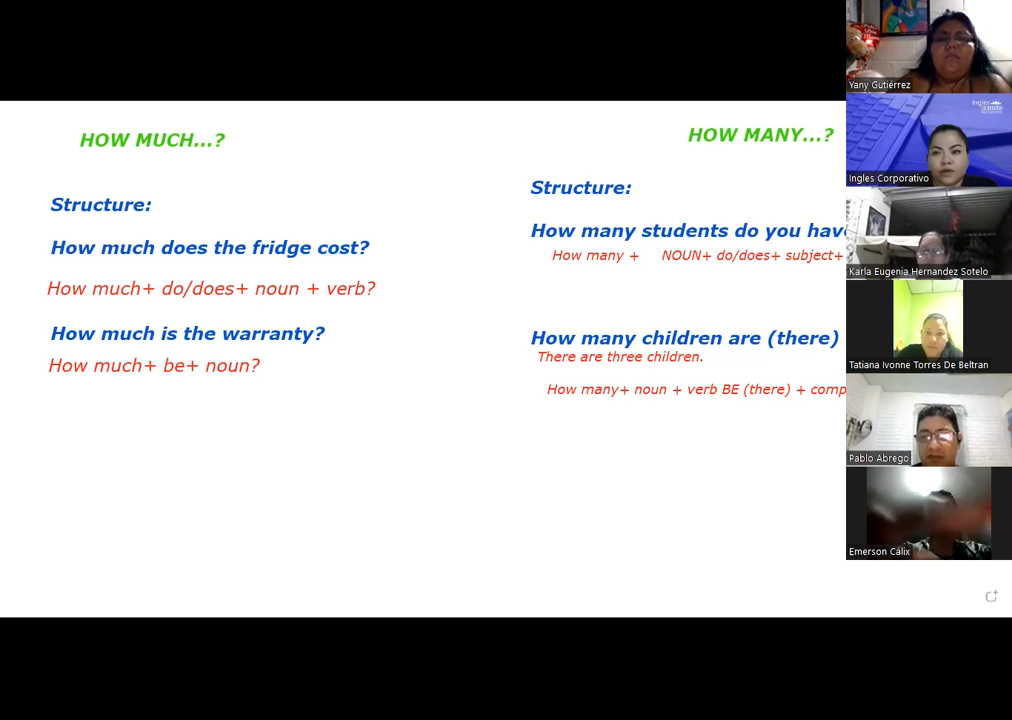 HOW MUCH...?
Structure:
How much does the fridge cost?
How much+ do/does+ noun + verb?
How much is the warranty?
How much+ be+ noun?
HOW MANY...?
Structure:
How many students do you hav
How many + NOUN+ do/does+ subject+
How many children are (there)
There are three children.
How many+ noun + verb BE (there) + comp
Yany Gutiérrez
Ingles
Ingles Corporativo
Karla Eugenia Hernandez Sotelo
Tatiana Ivonne Torres De Beltran
Pablo Abrego
Emerson Cálix